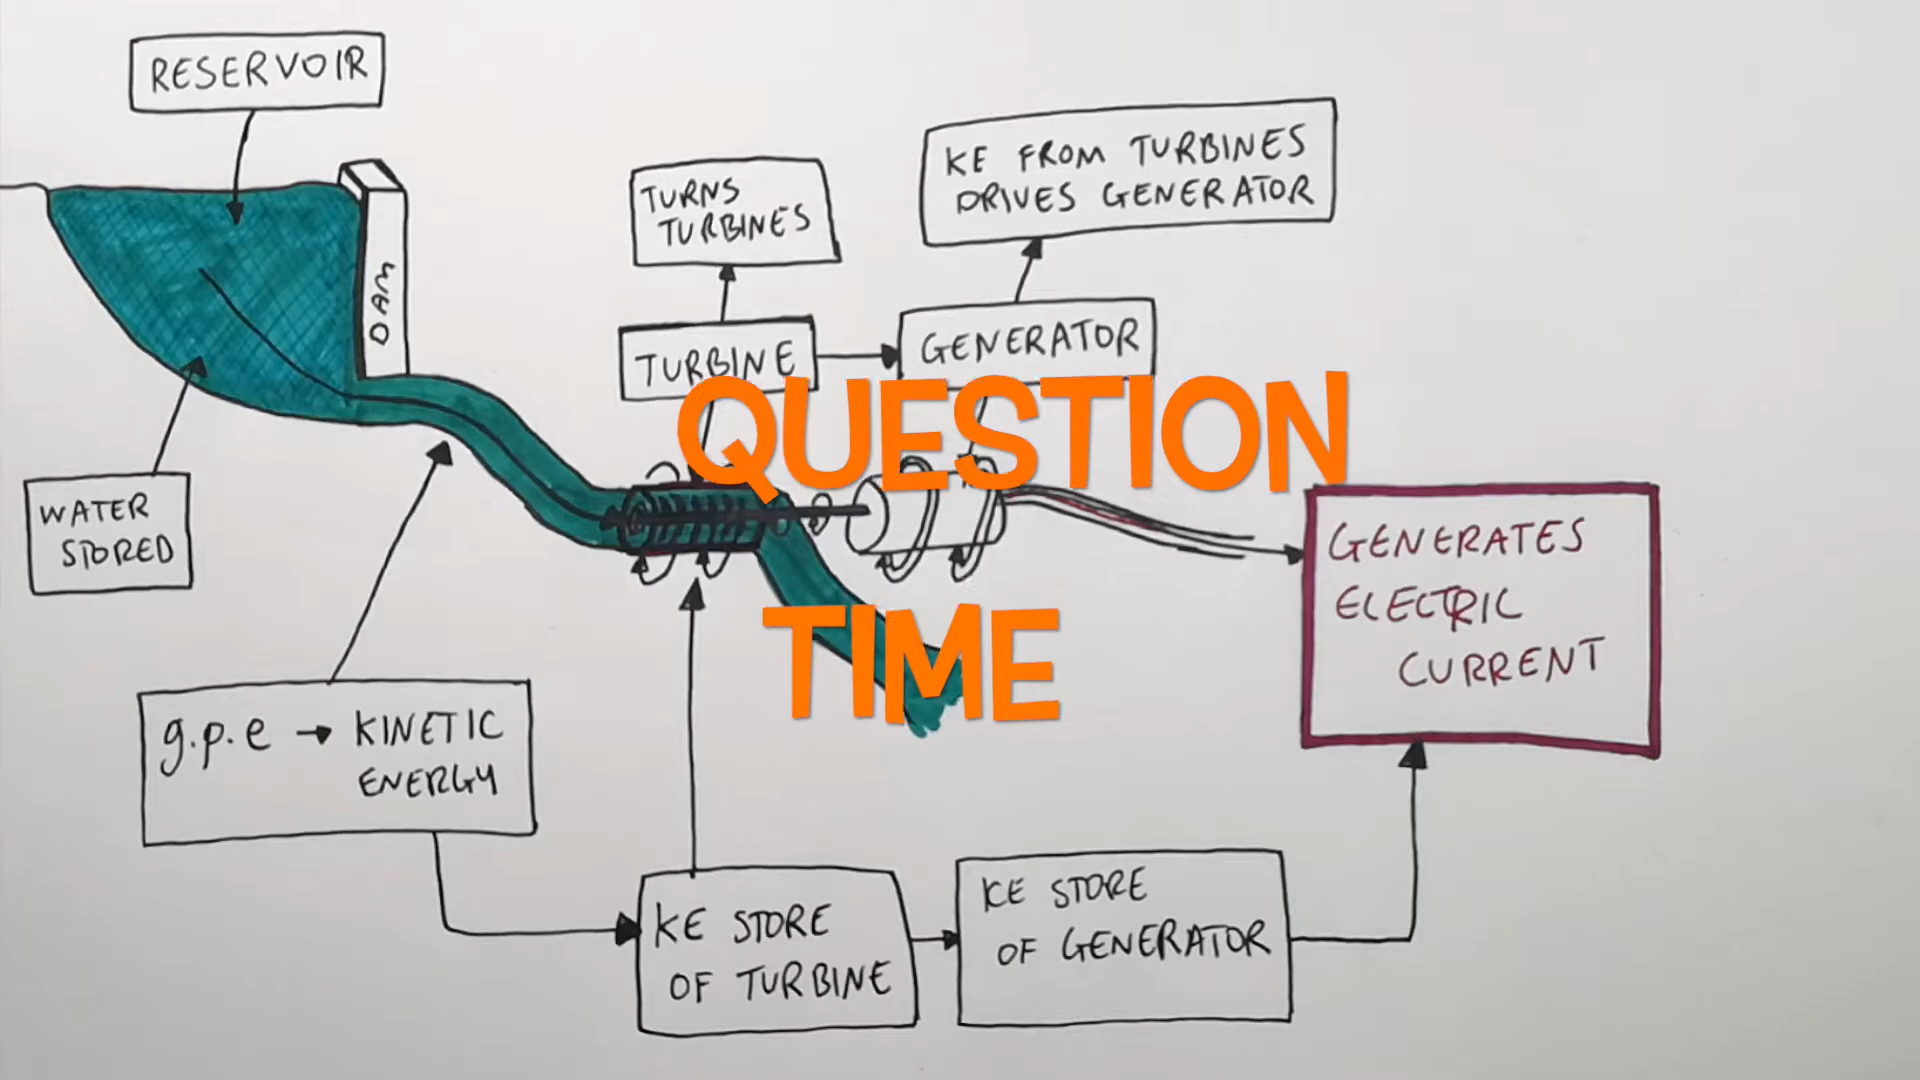 RESERVOIR
DAM
WATER
STORED
g.p.e → KINETIC
ENERGY
TURNS
TURBINES
TURBINE
KE FROM TURBINES
DRIVES GENERATOR
GENERATOR
QUESTION
TIME
GENERATES
ELECTRIC
CURRENT
KE STORE
OF TURBINE
KE STORE
OF GENERATOR